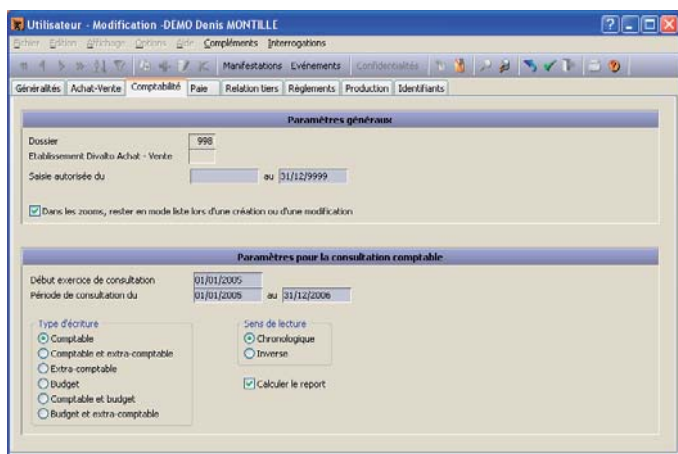 Utilisateur - Modification -DEMO Denis MONTILLE
Fichier Edition Affichage Options Aide Compléments Interrogations
Manifestations Evénements Confidentialités
Généralités Achat-Vente Comptabilité Paie Relation tiers Règlements Production Identifiants
Paramètres généraux
Dossier 998
Etablissement Divalto Achat - Vente
Saisie autorisée du au 31/12/9999
Dans les zooms, rester en mode liste lors d'une création ou d'une modification
Paramètres pour la consultation comptable
Début exercice de consultation 01/01/2005
Période de consultation du 01/01/2005 au 31/12/2006
Type d'écriture Sens de lecture
Comptable Chronologique
Comptable et extra-comptable Inverse
Extra-comptable
Budget Calculer le report
Comptable et budget
Budget et extra-comptable